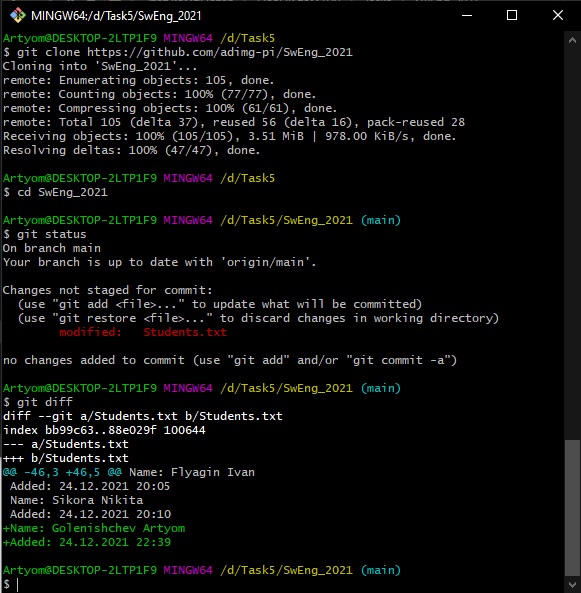 MINGW64:/d/Task5/SwEng_2021
Artyom@DESKTOP-2LTP1F9 MINGW64 /d/Task5
$ git clone https://github.com/adimg-pi/SwEng_2021
Cloning into 'SwEng_2021'...
remote: Enumerating objects: 105, done.
remote: Counting objects: 100% (77/77), done.
remote: Compressing objects: 100% (61/61), done.
remote: Total 105 (delta 37), reused 56 (delta 16), pack-reused 28
Receiving objects: 100% (105/105), 3.51 MiB | 978.00 KiB/s, done.
Resolving deltas: 100% (47/47), done.
Artyom@DESKTOP-2LTP1F9 MINGW64 /d/Task5
$ cd SwEng_2021
Artyom@DESKTOP-2LTP1F9 MINGW64 /d/Task5/SwEng_2021 (main)
$ git status
On branch main
Your branch is up to date with 'origin/main'.
Changes not staged for commit:
  (use "git add <file>..." to update what will be committed)
  (use "git restore <file>..." to discard changes in working directory)
        modified:   Students.txt
no changes added to commit (use "git add" and/or "git commit -a")
Artyom@DESKTOP-2LTP1F9 MINGW64 /d/Task5/SwEng_2021 (main)
$ git diff
diff --git a/Students.txt b/Students.txt
index bb99c63..88e029f 100644
--- a/Students.txt
+++ b/Students.txt
@@ -46,3 +46,5 @@ Name: Flyagin Ivan
 Added: 24.12.2021 20:05
 Name: Sikora Nikita
 Added: 24.12.2021 20:10
+Name: Golenishchev Artyom
+Added: 24.12.2021 22:39
Artyom@DESKTOP-2LTP1F9 MINGW64 /d/Task5/SwEng_2021 (main)
$